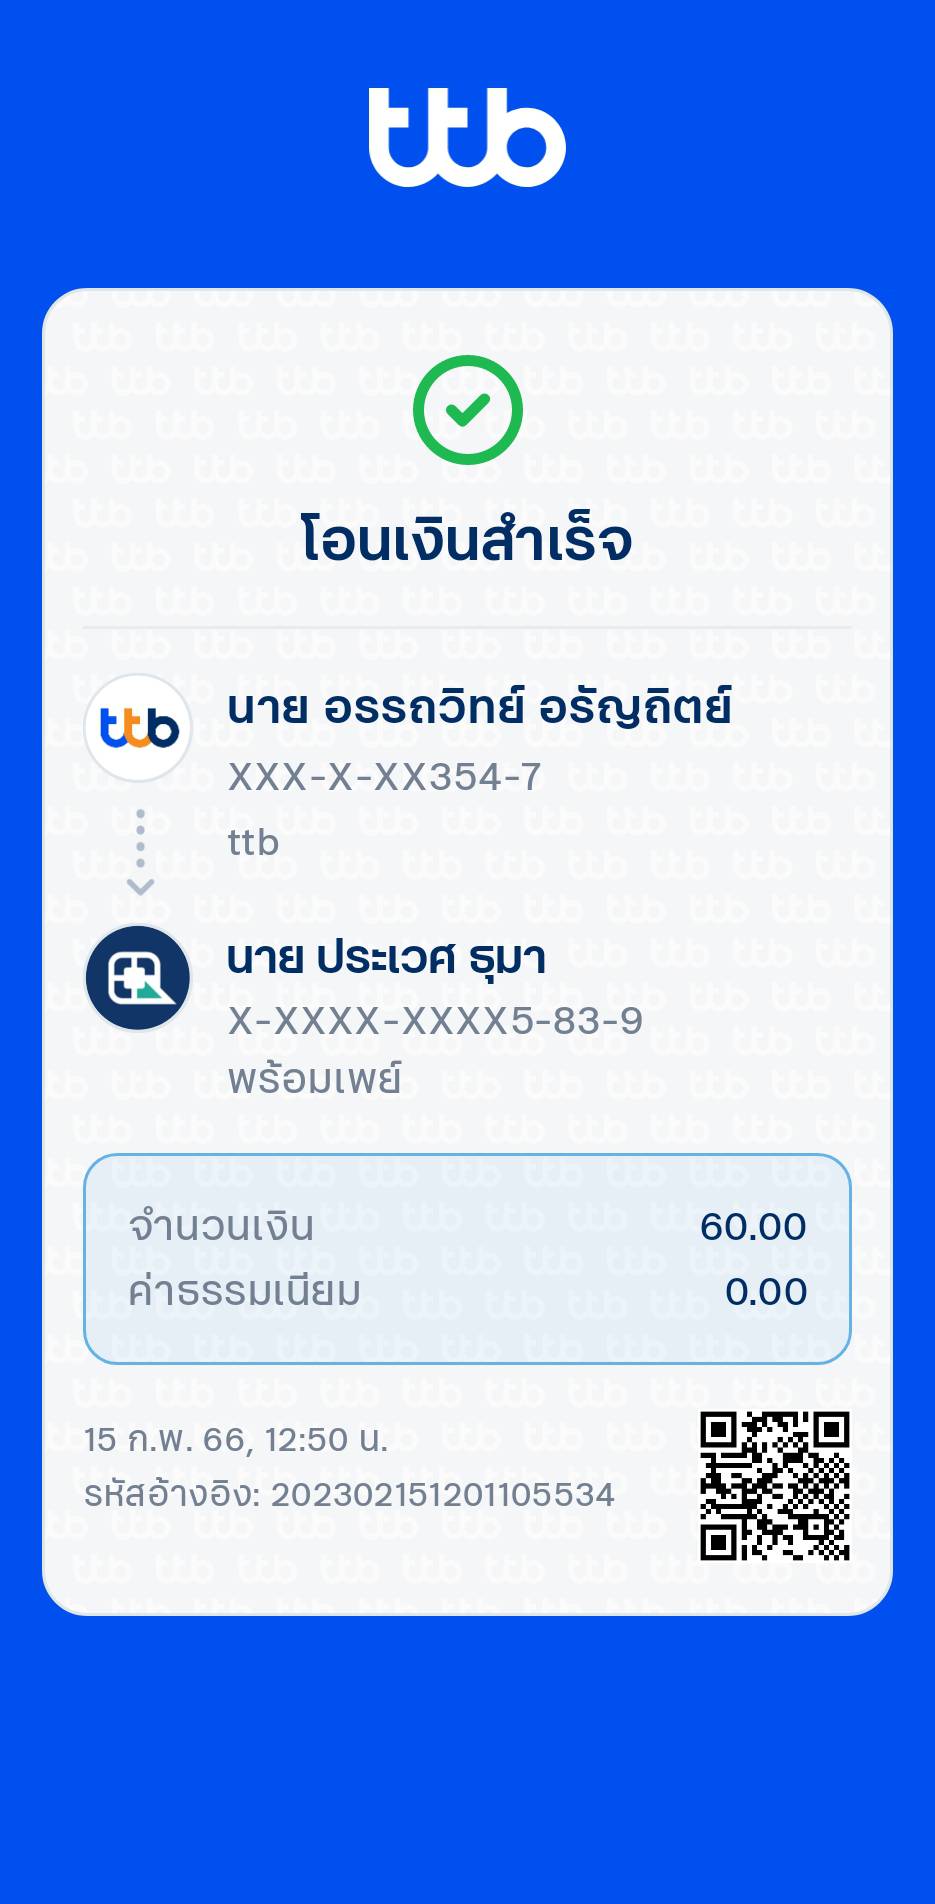 ttb
โอนเงินสำเร็จ
ttb
นาย อรรถวิทย์ อรัญถิตย์
XXX-X-XX354-7
ttb
นาย ประเวศ ธุมา
X-XXXX-XXXX5-83-9
พร้อมเพย์
จำนวนเงิน 60.00
ค่าธรรมเนียม 0.00
15 ก.พ. 66, 12:50 น.
รหัสอ้างอิง: 202302151201105534